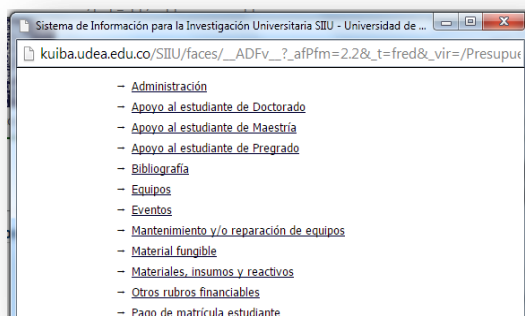 Sistema de Información para la Investigación Universitaria SIIU - Universidad de ...
kuiba.udea.edu.co/SIIU/faces/__ADFv__?_afPfm=2.2&_t=fred&_vir=/Presupue
→ Administración
→ Apoyo al estudiante de Doctorado
→ Apoyo al estudiante de Maestría
→ Apoyo al estudiante de Pregrado
→ Bibliografía
→ Equipos
→ Eventos
→ Mantenimiento y/o reparación de equipos
→ Material fungible
→ Materiales, insumos y reactivos
→ Otros rubros financiables
→ Pago de matrícula estudiante